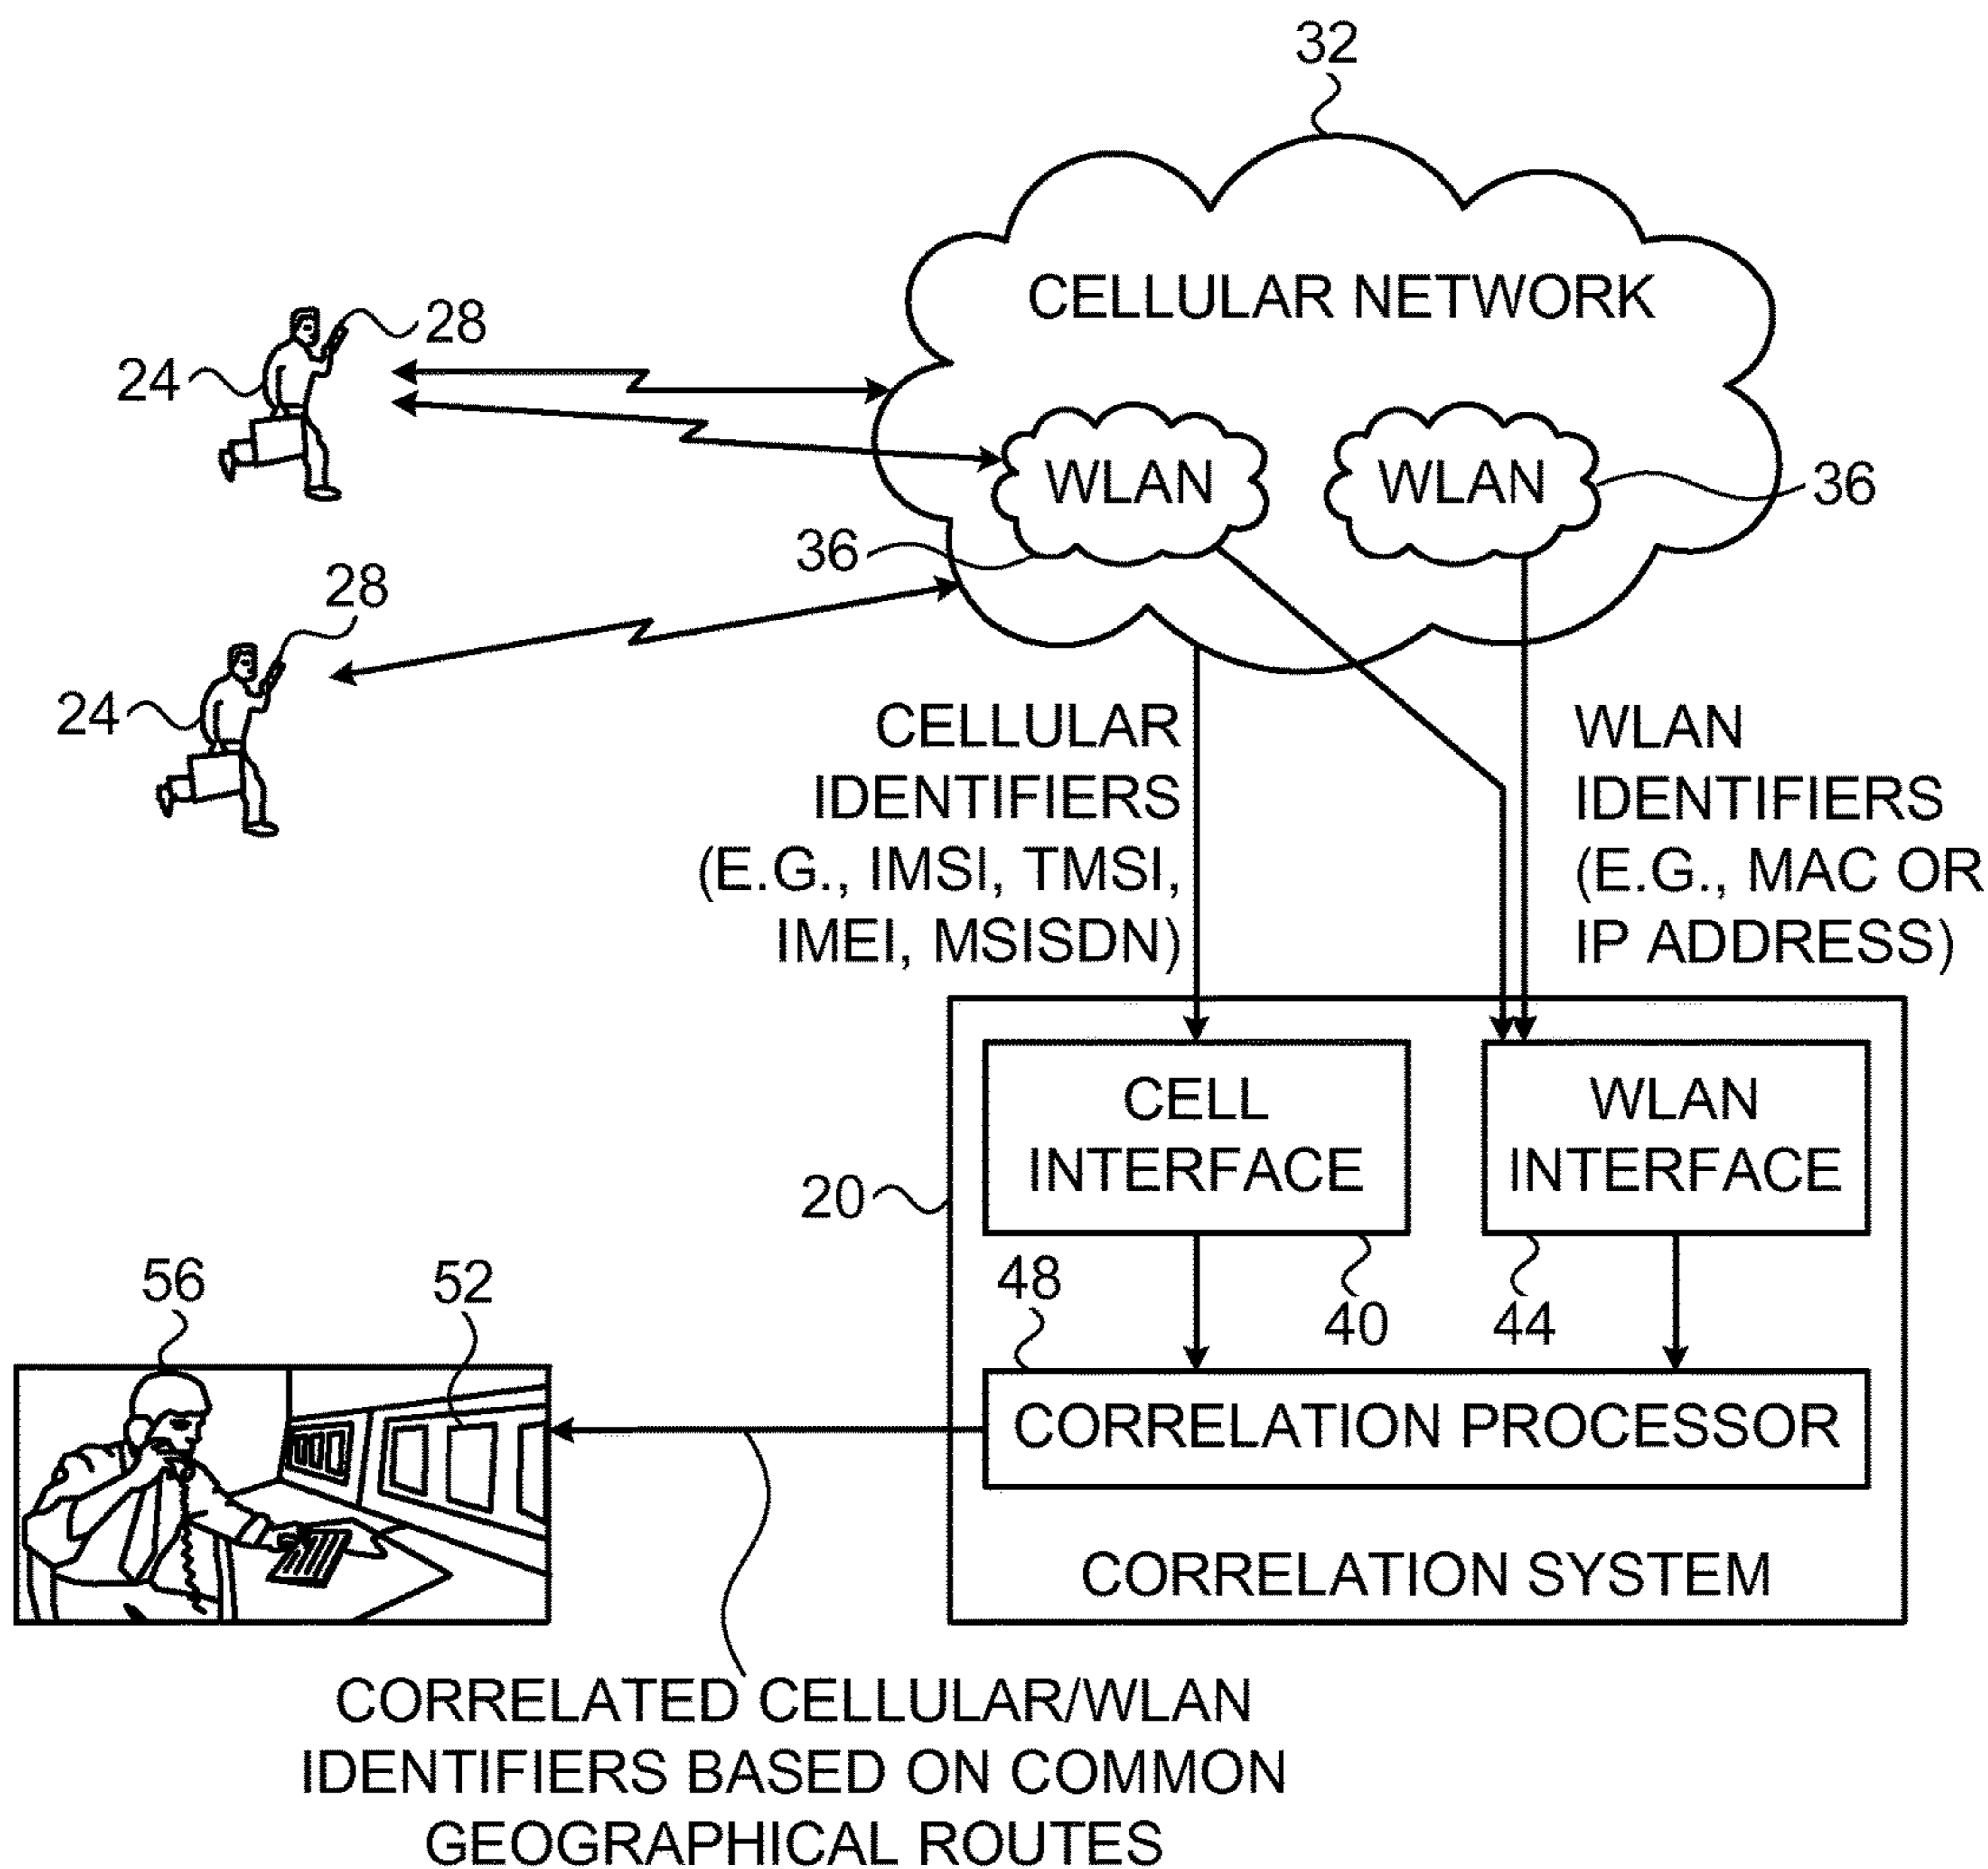 32
CELLULAR NETWORK
28
24
WLAN
WLAN
36
36
28
24
CELLULAR
IDENTIFIERS
(E.G., IMSI, TMSI,
IMEI, MSISDN)
WLAN
IDENTIFIERS
(E.G., MAC OR
IP ADDRESS)
CELL
INTERFACE
WLAN
INTERFACE
20
48
40
44
56
52
CORRELATION PROCESSOR
CORRELATION SYSTEM
CORRELATED CELLULAR/WLAN
IDENTIFIERS BASED ON COMMON
GEOGRAPHICAL ROUTES